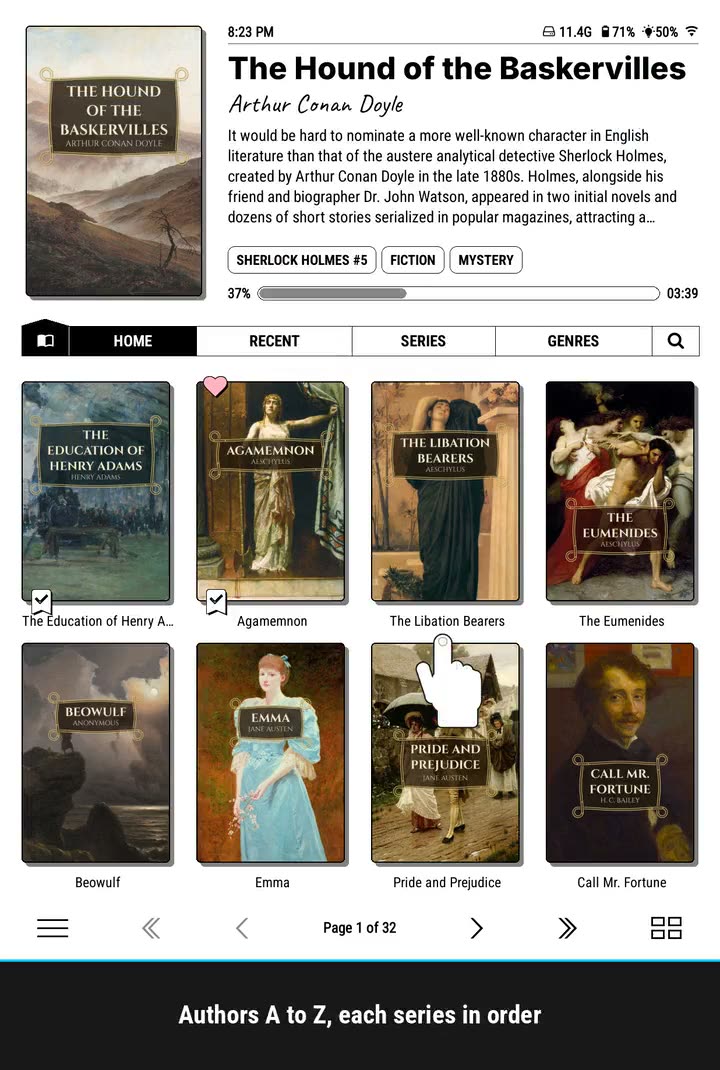 8:23 PM 11.4G 71% 50%
THE HOUND
OF THE
BASKERVILLES
ARTHUR CONAN DOYLE
The Hound of the Baskervilles
Arthur Conan Doyle
It would be hard to nominate a more well-known character in English
literature than that of the austere analytical detective Sherlock Holmes,
created by Arthur Conan Doyle in the late 1880s. Holmes, alongside his
friend and biographer Dr. John Watson, appeared in two initial novels and
dozens of short stories serialized in popular magazines, attracting a…
SHERLOCK HOLMES #5 FICTION MYSTERY
37% 03:39
HOME RECENT SERIES GENRES
THE
EDUCATION OF
HENRY ADAMS
HENRY ADAMS
AGAMEMNON
AESCHYLUS
THE LIBATION
BEARERS
AESCHYLUS
THE
EUMENIDES
AESCHYLUS
The Education of Henry A… Agamemnon The Libation Bearers The Eumenides
BEOWULF
ANONYMOUS
EMMA
JANE AUSTEN
PRIDE AND
PREJUDICE
JANE AUSTEN
CALL MR.
FORTUNE
H. C. BAILEY
Beowulf Emma Pride and Prejudice Call Mr. Fortune
Page 1 of 32
Authors A to Z, each series in order